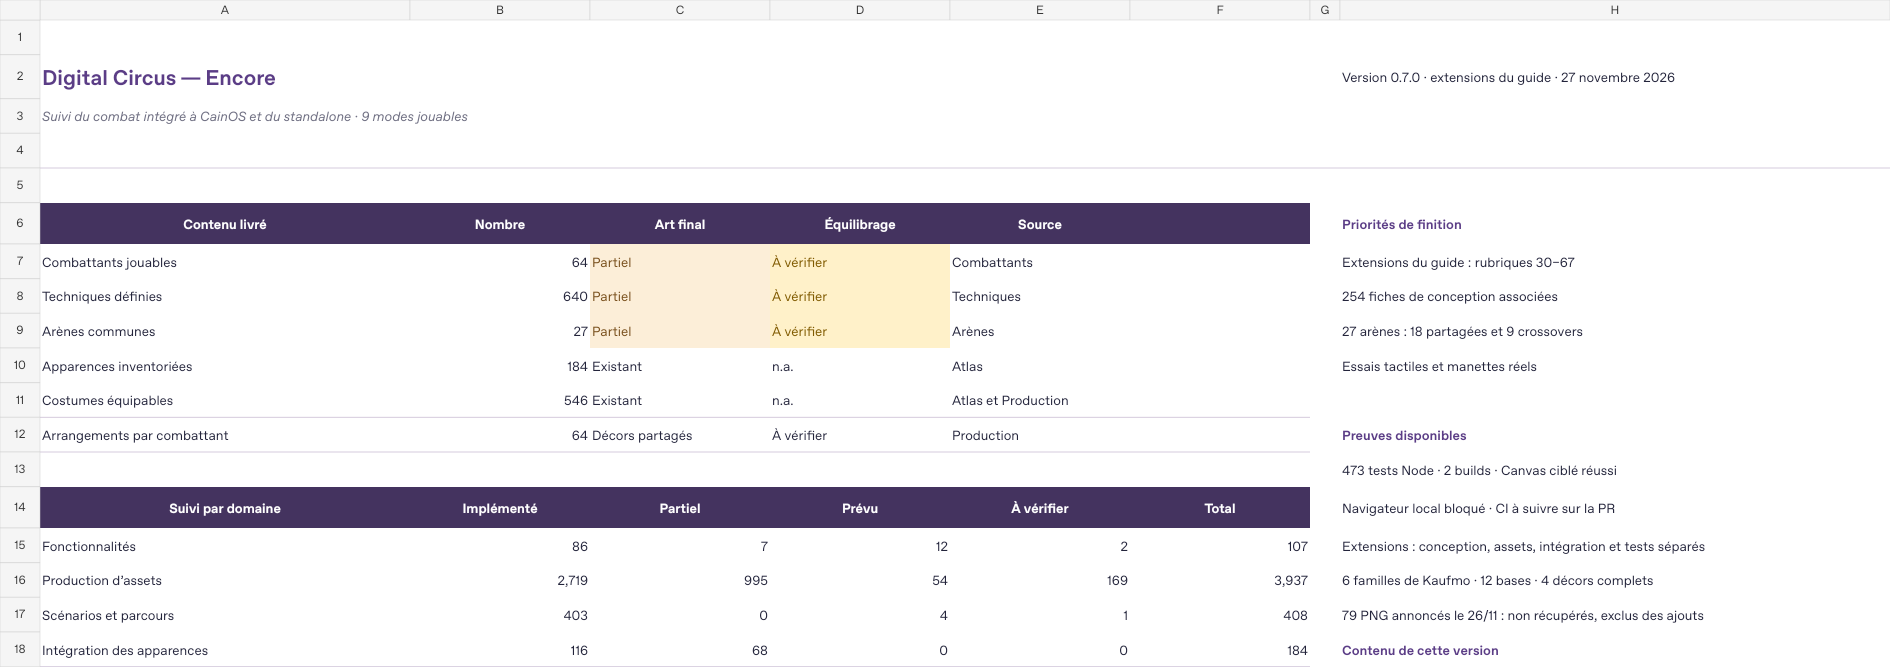 A B C D E F G H
1
2 Digital Circus — Encore Version 0.7.0 · extensions du guide · 27 novembre 2026
3 Suivi du combat intégré à CainOS et du standalone · 9 modes jouables
4
5
6 Contenu livré Nombre Art final Équilibrage Source Priorités de finition
7 Combattants jouables 64 Partiel À vérifier Combattants Extensions du guide : rubriques 30–67
8 Techniques définies 640 Partiel À vérifier Techniques 254 fiches de conception associées
9 Arènes communes 27 Partiel À vérifier Arènes 27 arènes : 18 partagées et 9 crossovers
10 Apparences inventoriées 184 Existant n.a. Atlas Essais tactiles et manettes réels
11 Costumes équipables 546 Existant n.a. Atlas et Production
12 Arrangements par combattant 64 Décors partagés À vérifier Production Preuves disponibles
13 473 tests Node · 2 builds · Canvas ciblé réussi
14 Suivi par domaine Implémenté Partiel Prévu À vérifier Total Navigateur local bloqué · CI à suivre sur la PR
15 Fonctionnalités 86 7 12 2 107 Extensions : conception, assets, intégration et tests séparés
16 Production d’assets 2,719 995 54 169 3,937 6 familles de Kaufmo · 12 bases · 4 décors complets
17 Scénarios et parcours 403 0 4 1 408 79 PNG annoncés le 26/11 : non récupérés, exclus des ajouts
18 Intégration des apparences 116 68 0 0 184 Contenu de cette version